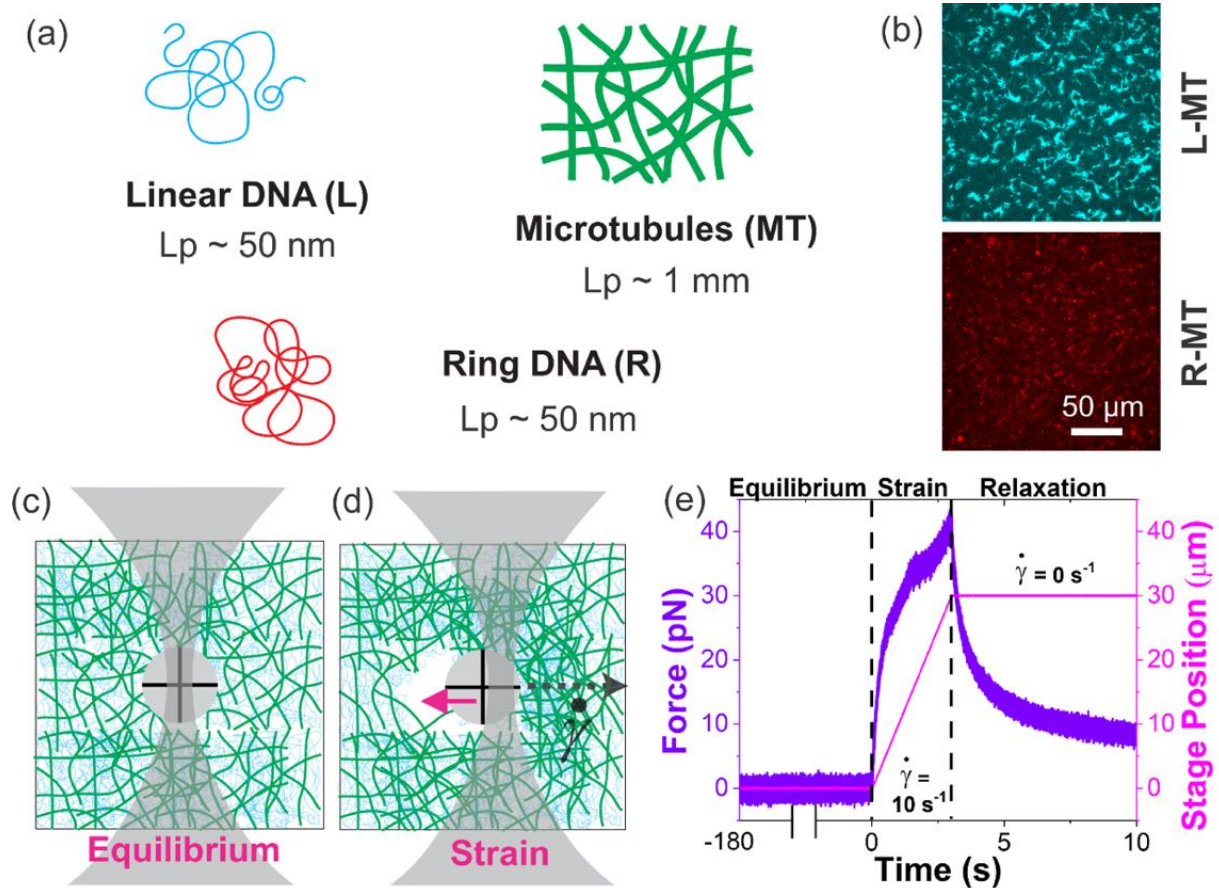 (a)
Linear DNA (L)
Lp ~ 50 nm
Microtubules (MT)
Lp ~ 1 mm
Ring DNA (R)
Lp ~ 50 nm
(b)
L-MT
R-MT
50 μm
(c)
Equilibrium
(d)
γ̇
Strain
(e)
Equilibrium Strain Relaxation
Force (pN)
40
30
20
10
0
γ̇ = 0 s⁻¹
γ̇ =
10 s⁻¹
40
30
20
10
0
Stage Position (μm)
-180 0 5 10
Time (s)